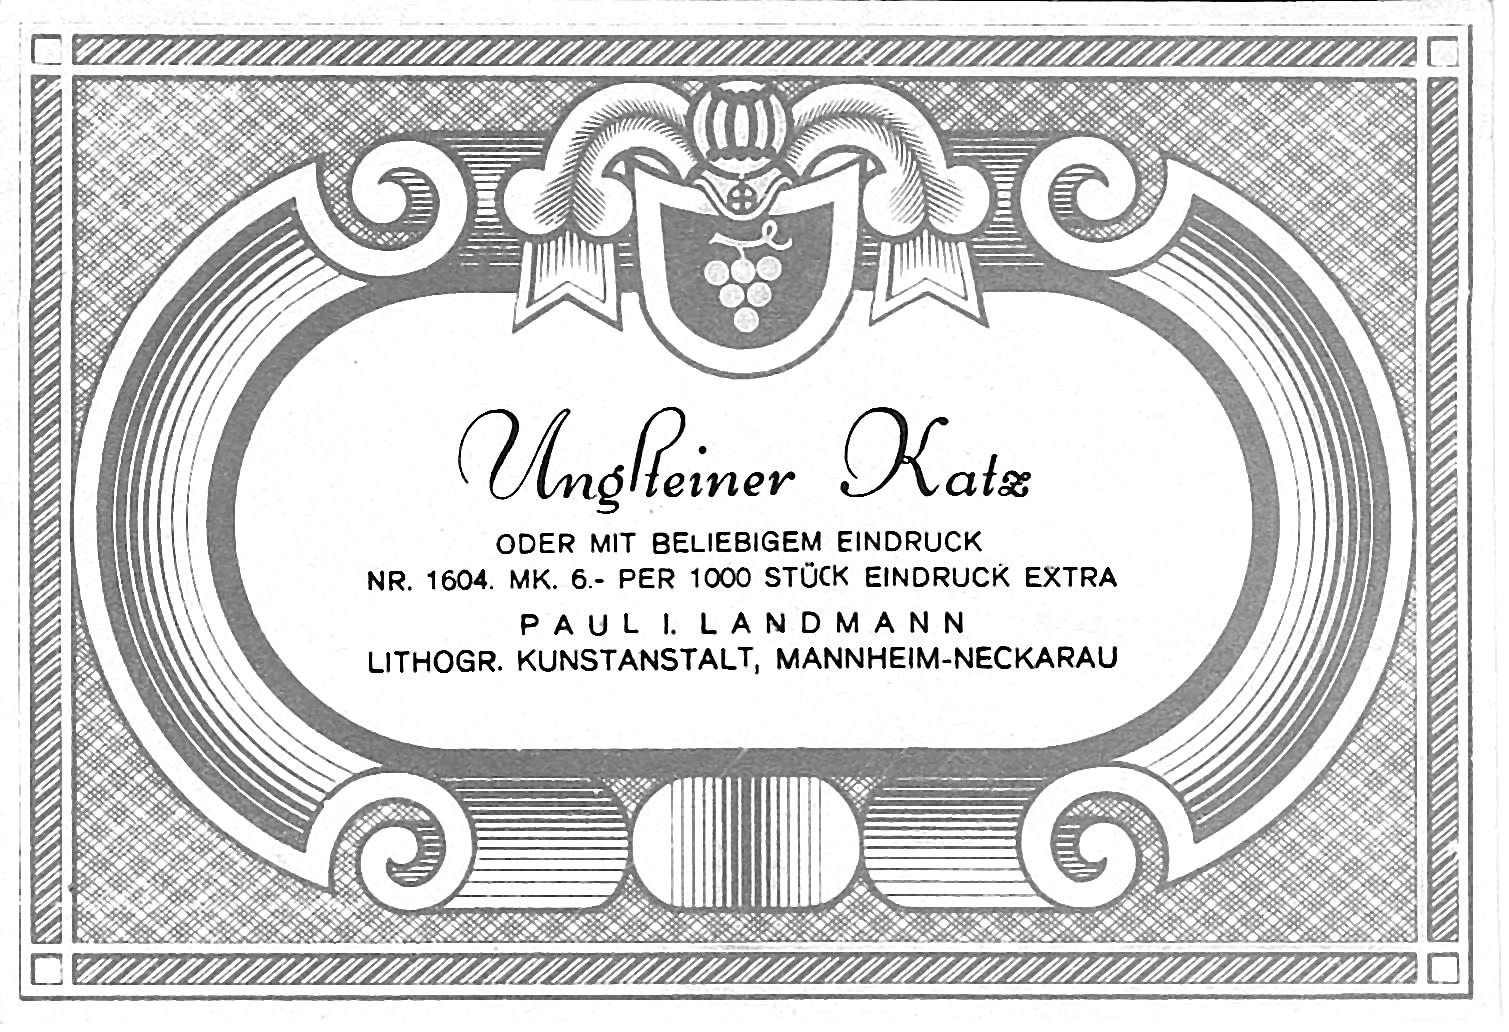 Ungsteiner Katz
ODER MIT BELIEBIGEM EINDRUCK
NR. 1604. MK. 6.- PER 1000 STÜCK EINDRUCK EXTRA
PAUL I. LANDMANN
LITHOGR. KUNSTANSTALT, MANNHEIM-NECKARAU